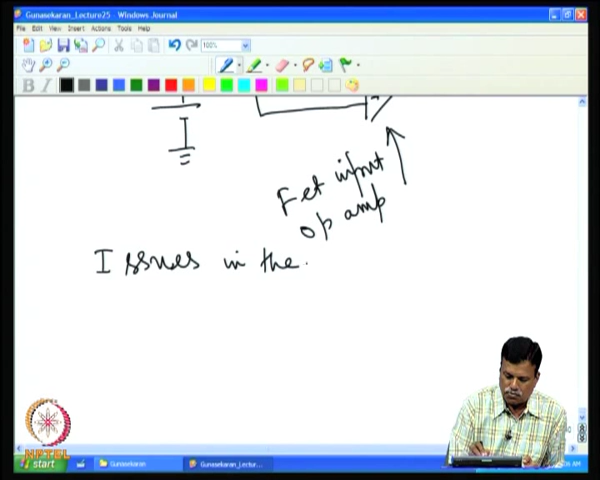 Gunasekaran_Lecture25 - Windows Journal
File Edit View Insert Actions Tools Help
100%
B I
Fet input
op amp
Issues in the.
NPTEL
start Gunasekaran Gunasekaran_Lectur...